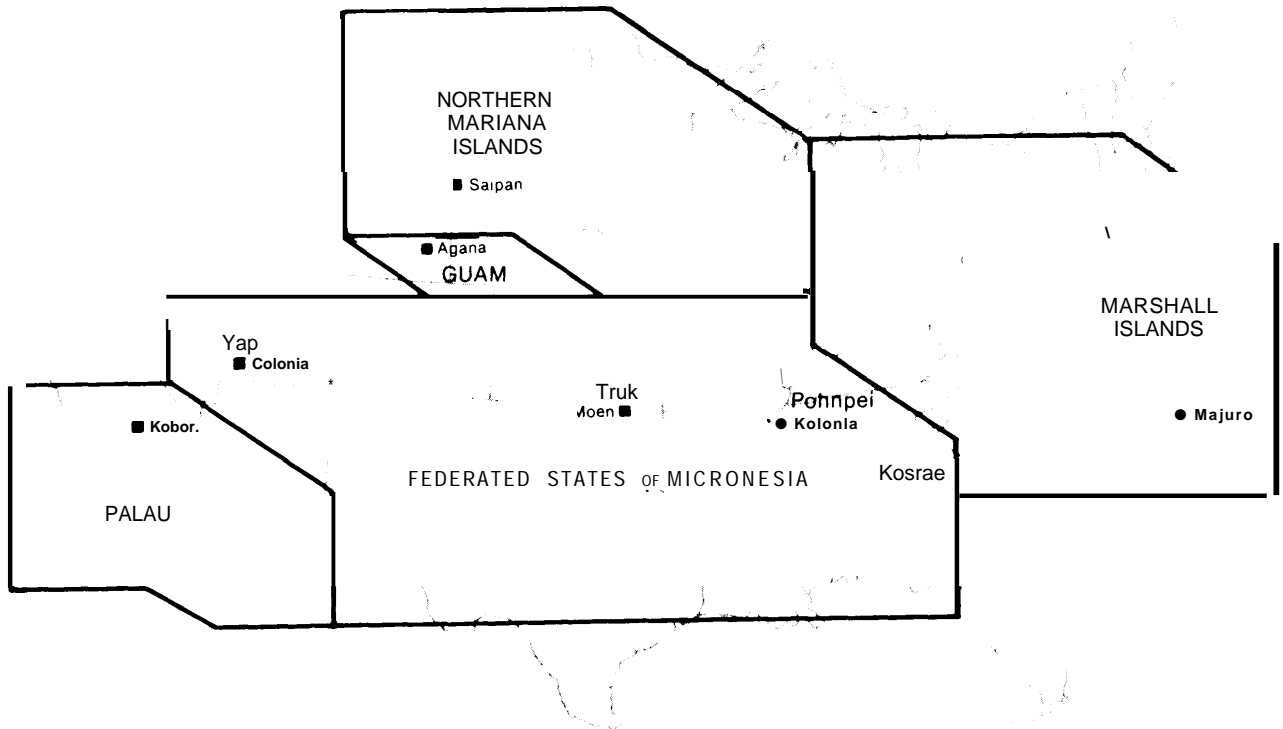 NORTHERN
MARIANA
ISLANDS
Saipan
Agana
GUAM
MARSHALL
ISLANDS
Yap
Colonia
Truk
Moen
Pohnpei
Kolonla
Majuro
Kobor.
FEDERATED STATES OF MICRONESIA
Kosrae
PALAU